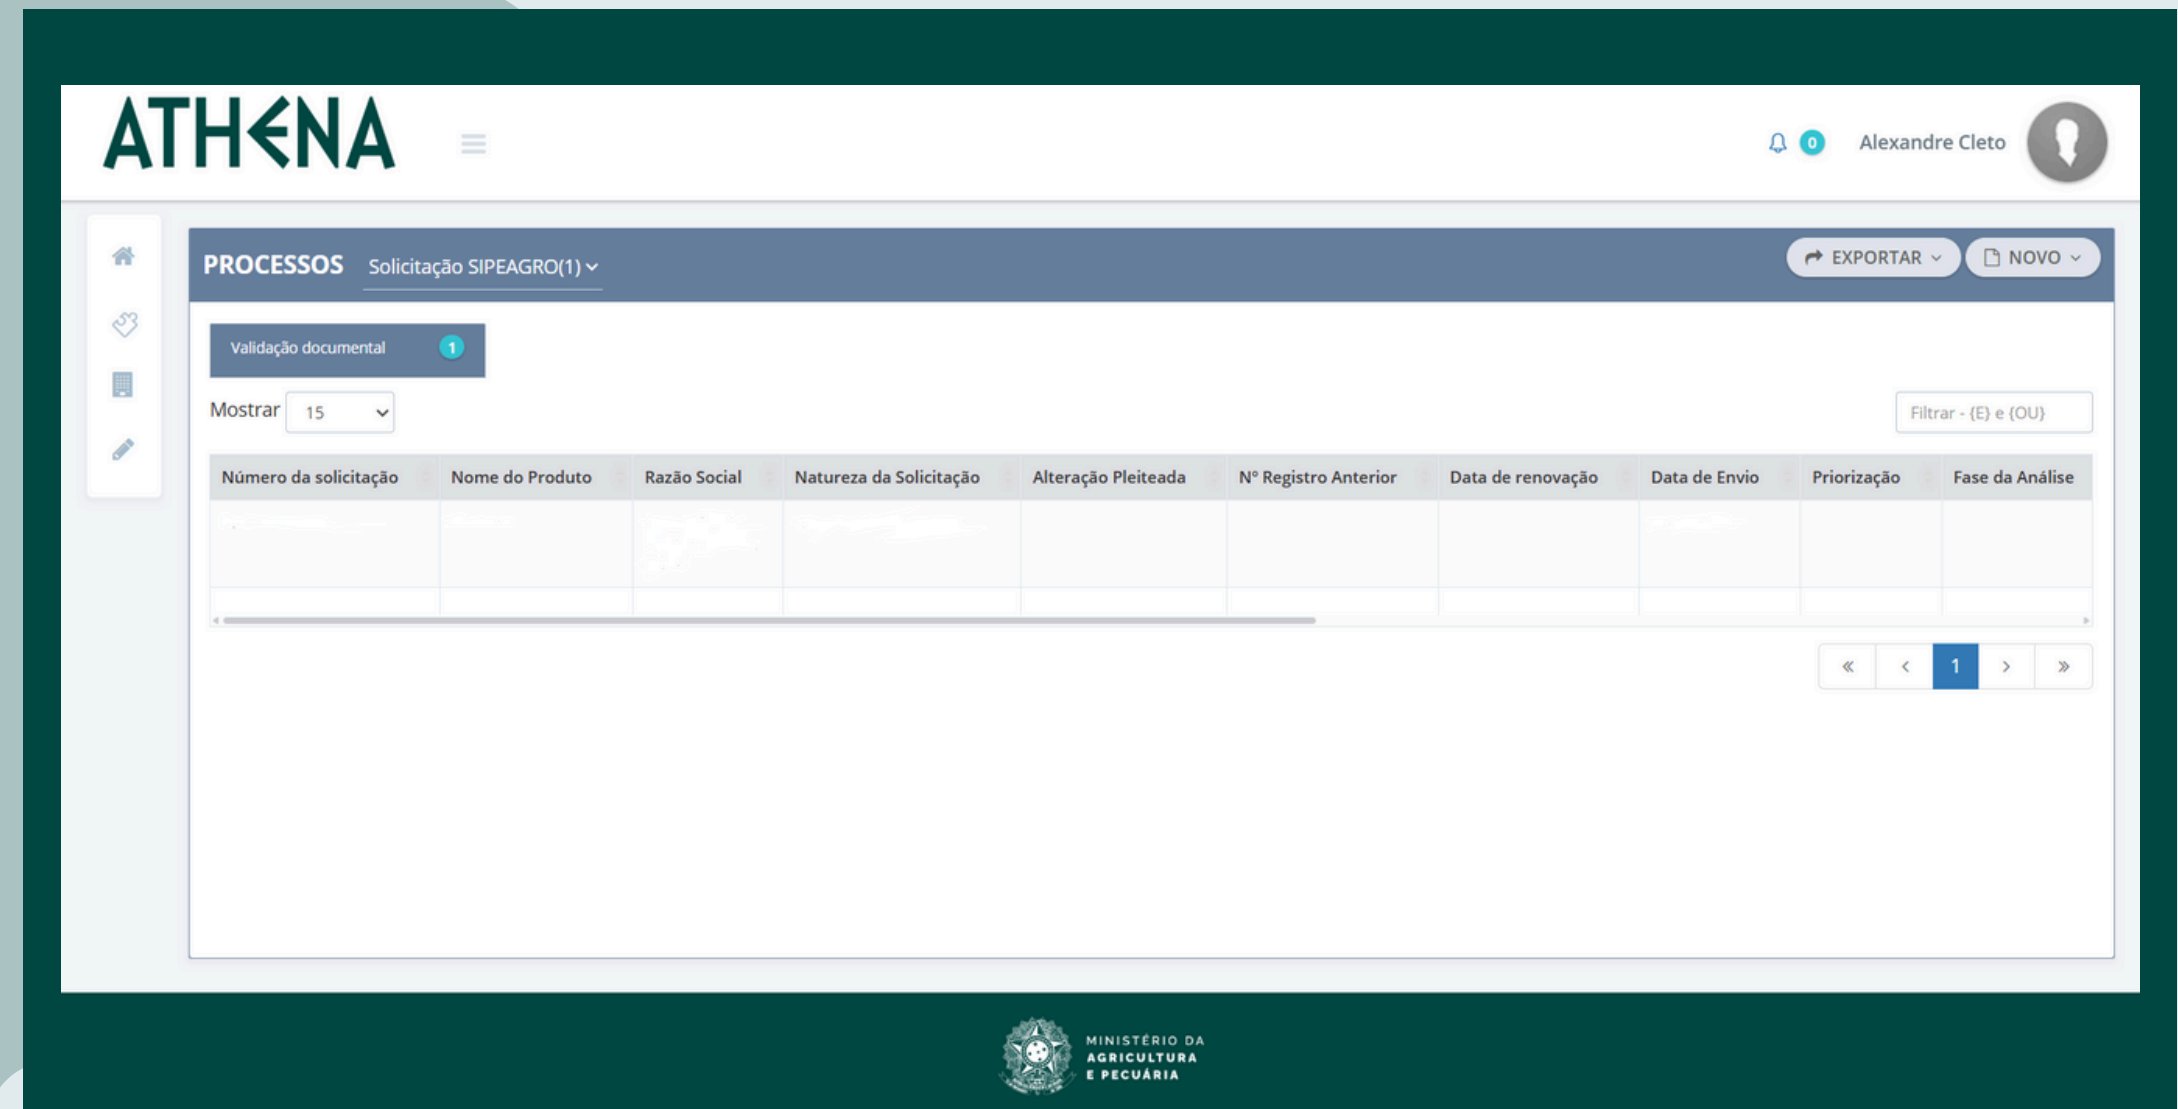 ATHENA
0 Alexandre Cleto
PROCESSOS Solicitação SIPEAGRO(1)
EXPORTAR NOVO
Validação documental 1
Mostrar 15
Filtrar - {E} e {OU}
Número da solicitação Nome do Produto Razão Social Natureza da Solicitação Alteração Pleiteada Nº Registro Anterior Data de renovação Data de Envio Priorização Fase da Análise
« < 1 > »
MINISTÉRIO DA
AGRICULTURA
E PECUÁRIA